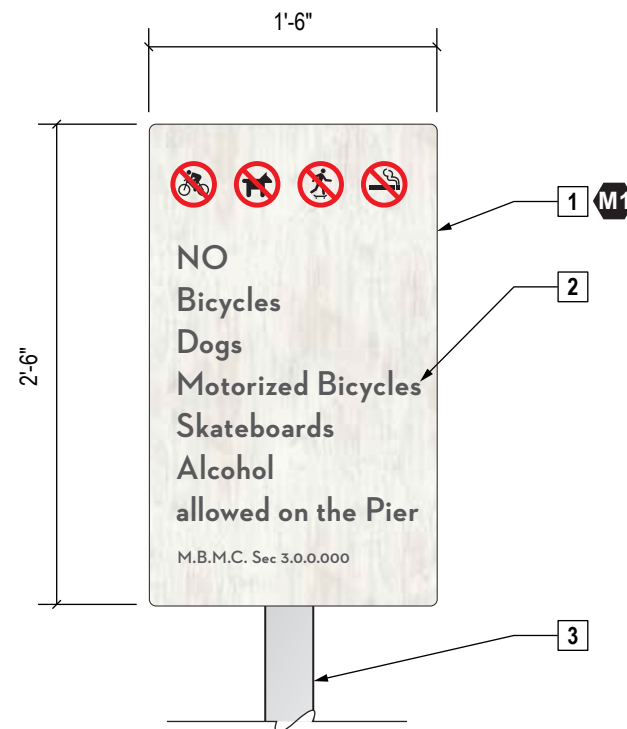 1'-6"
1 M1
2
2'-6"
NO
Bicycles
Dogs
Motorized Bicycles
Skateboards
Alcohol
allowed on the Pier
M.B.M.C. Sec 3.0.0.000
3